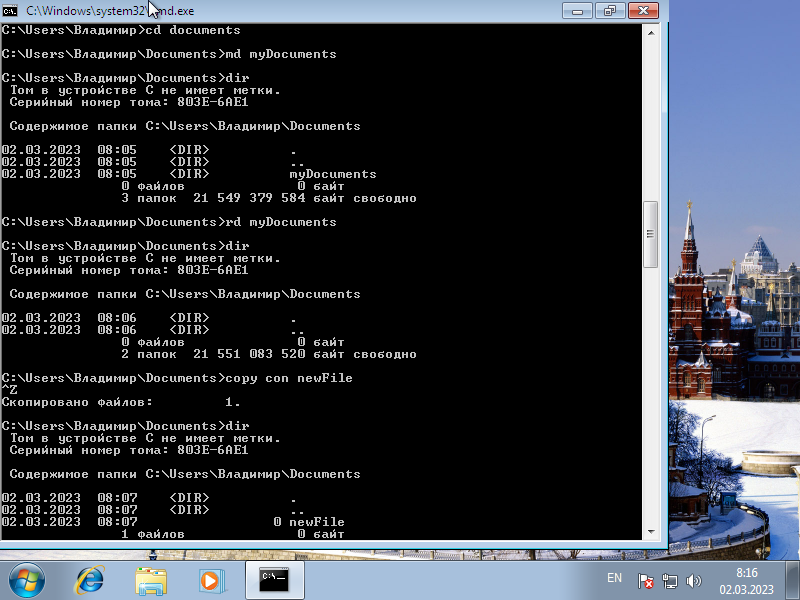 C:\Windows\system32\cmd.exe
C:\Users\Владимир>cd documents
C:\Users\Владимир\Documents>md myDocuments
C:\Users\Владимир\Documents>dir
Том в устройстве C не имеет метки.
Серийный номер тома: 803E-6AE1
Содержимое папки C:\Users\Владимир\Documents
02.03.2023  08:05    <DIR>          .
02.03.2023  08:05    <DIR>          ..
02.03.2023  08:05    <DIR>          myDocuments
0 файлов              0 байт
3 папок  21 549 379 584 байт свободно
C:\Users\Владимир\Documents>rd myDocuments
C:\Users\Владимир\Documents>dir
Том в устройстве C не имеет метки.
Серийный номер тома: 803E-6AE1
Содержимое папки C:\Users\Владимир\Documents
02.03.2023  08:06    <DIR>          .
02.03.2023  08:06    <DIR>          ..
0 файлов              0 байт
2 папок  21 551 083 520 байт свободно
C:\Users\Владимир\Documents>copy con newFile
^Z
Скопировано файлов:         1.
C:\Users\Владимир\Documents>dir
Том в устройстве C не имеет метки.
Серийный номер тома: 803E-6AE1
Содержимое папки C:\Users\Владимир\Documents
02.03.2023  08:07    <DIR>          .
02.03.2023  08:07    <DIR>          ..
02.03.2023  08:07                 0 newFile
1 файлов              0 байт
C:\_
EN
8:16
02.03.2023